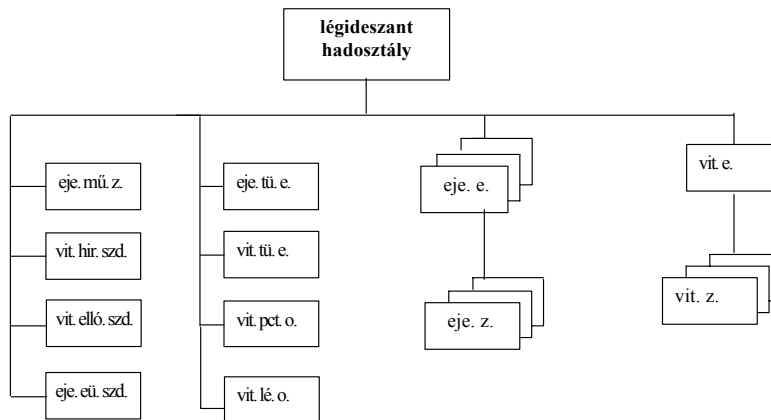 légideszant
hadosztály
eje. mű. z.
vit. hir. szd.
vit. elló. szd.
eje. eü. szd.
eje. tü. e.
vit. tü. e.
vit. pct. o.
vit. lé. o.
eje. e.
eje. z.
vit. e.
vit. z.